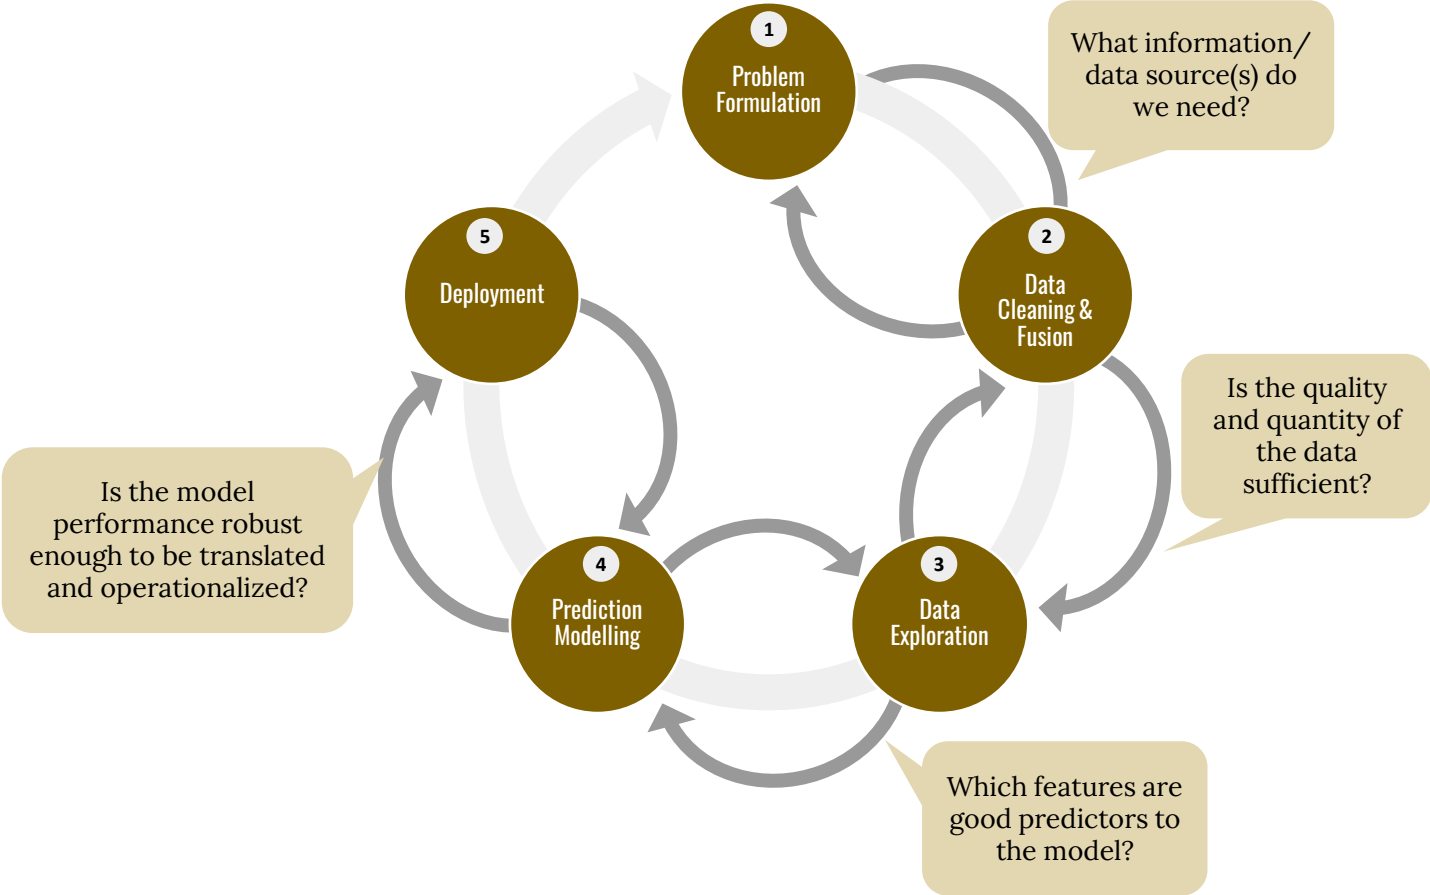 1
Problem
Formulation
What information/
data source(s) do
we need?
2
Data
Cleaning &
Fusion
Is the quality
and quantity of
the data
sufficient?
3
Data
Exploration
Which features are
good predictors to
the model?
4
Prediction
Modelling
Is the model
performance robust
enough to be translated
and operationalized?
5
Deployment